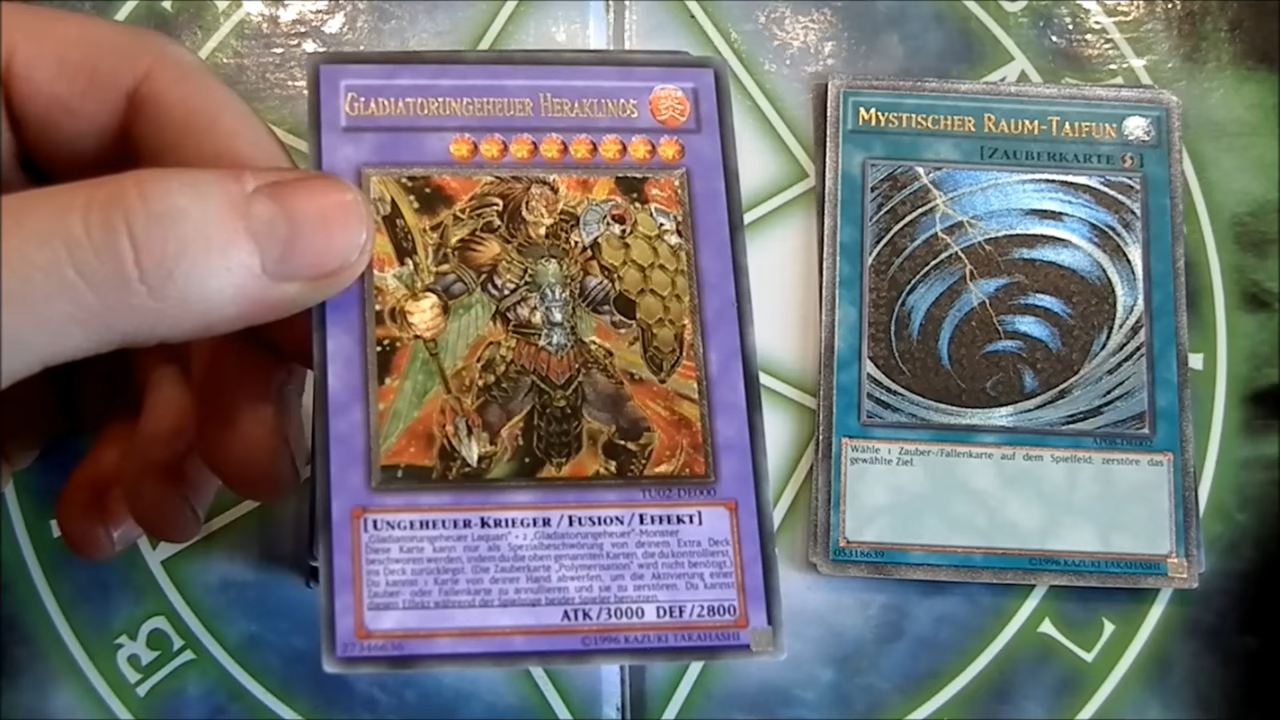 GLADIATORUNGEHEUER HERAKLINOS
TU02-DE000
[UNGEHEUER-KRIEGER / FUSION / EFFEKT]
„Gladiatorungeheuer Laquari" + 2 „Gladiatorungeheuer"-Monster
Diese Karte kann nur als Spezialbeschwörung von deinem Extra Deck
beschworen werden, indem du die oben genannten Karten, die du kontrollierst,
ins Deck zurücklegst. (Die Zauberkarte „Polymerisation" wird nicht benötigt.)
Du kannst 1 Karte von deiner Hand abwerfen, um die Aktivierung einer
Zauber- oder Fallenkarte zu annullieren und sie zu zerstören. Du kannst
diesen Effekt während der Spielzüge beider Spieler benutzen.
ATK/3000 DEF/2800
27346636
©1996 KAZUKI TAKAHASHI
MYSTISCHER RAUM-TAIFUN
[ZAUBERKARTE]
AP08-DE002
Wähle 1 Zauber-/Fallenkarte auf dem Spielfeld; zerstöre das
gewählte Ziel.
05318639
©1996 KAZUKI TAKAHASHI